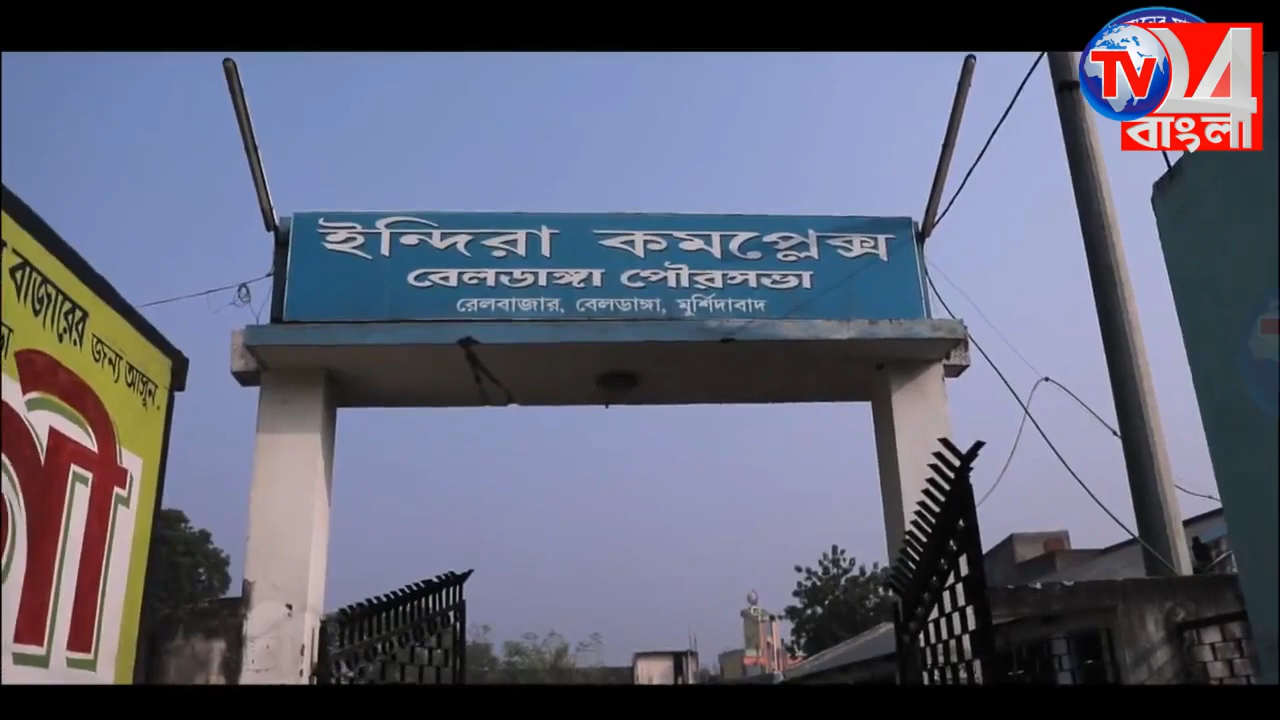 TV 24
বাংলা
ইন্দিরা কমপ্লেক্স
বেলডাঙ্গা পৌরসভা
রেলবাজার, বেলডাঙ্গা, মুর্শিদাবাদ
বাজারের জন্য আসুন.